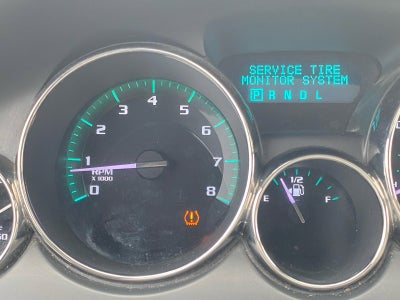 SERVICE TIRE
MONITOR SYSTEM
P R N D L
0 1 2 3 4 5 6 7 8
RPM
X 1000
E 1/2 F